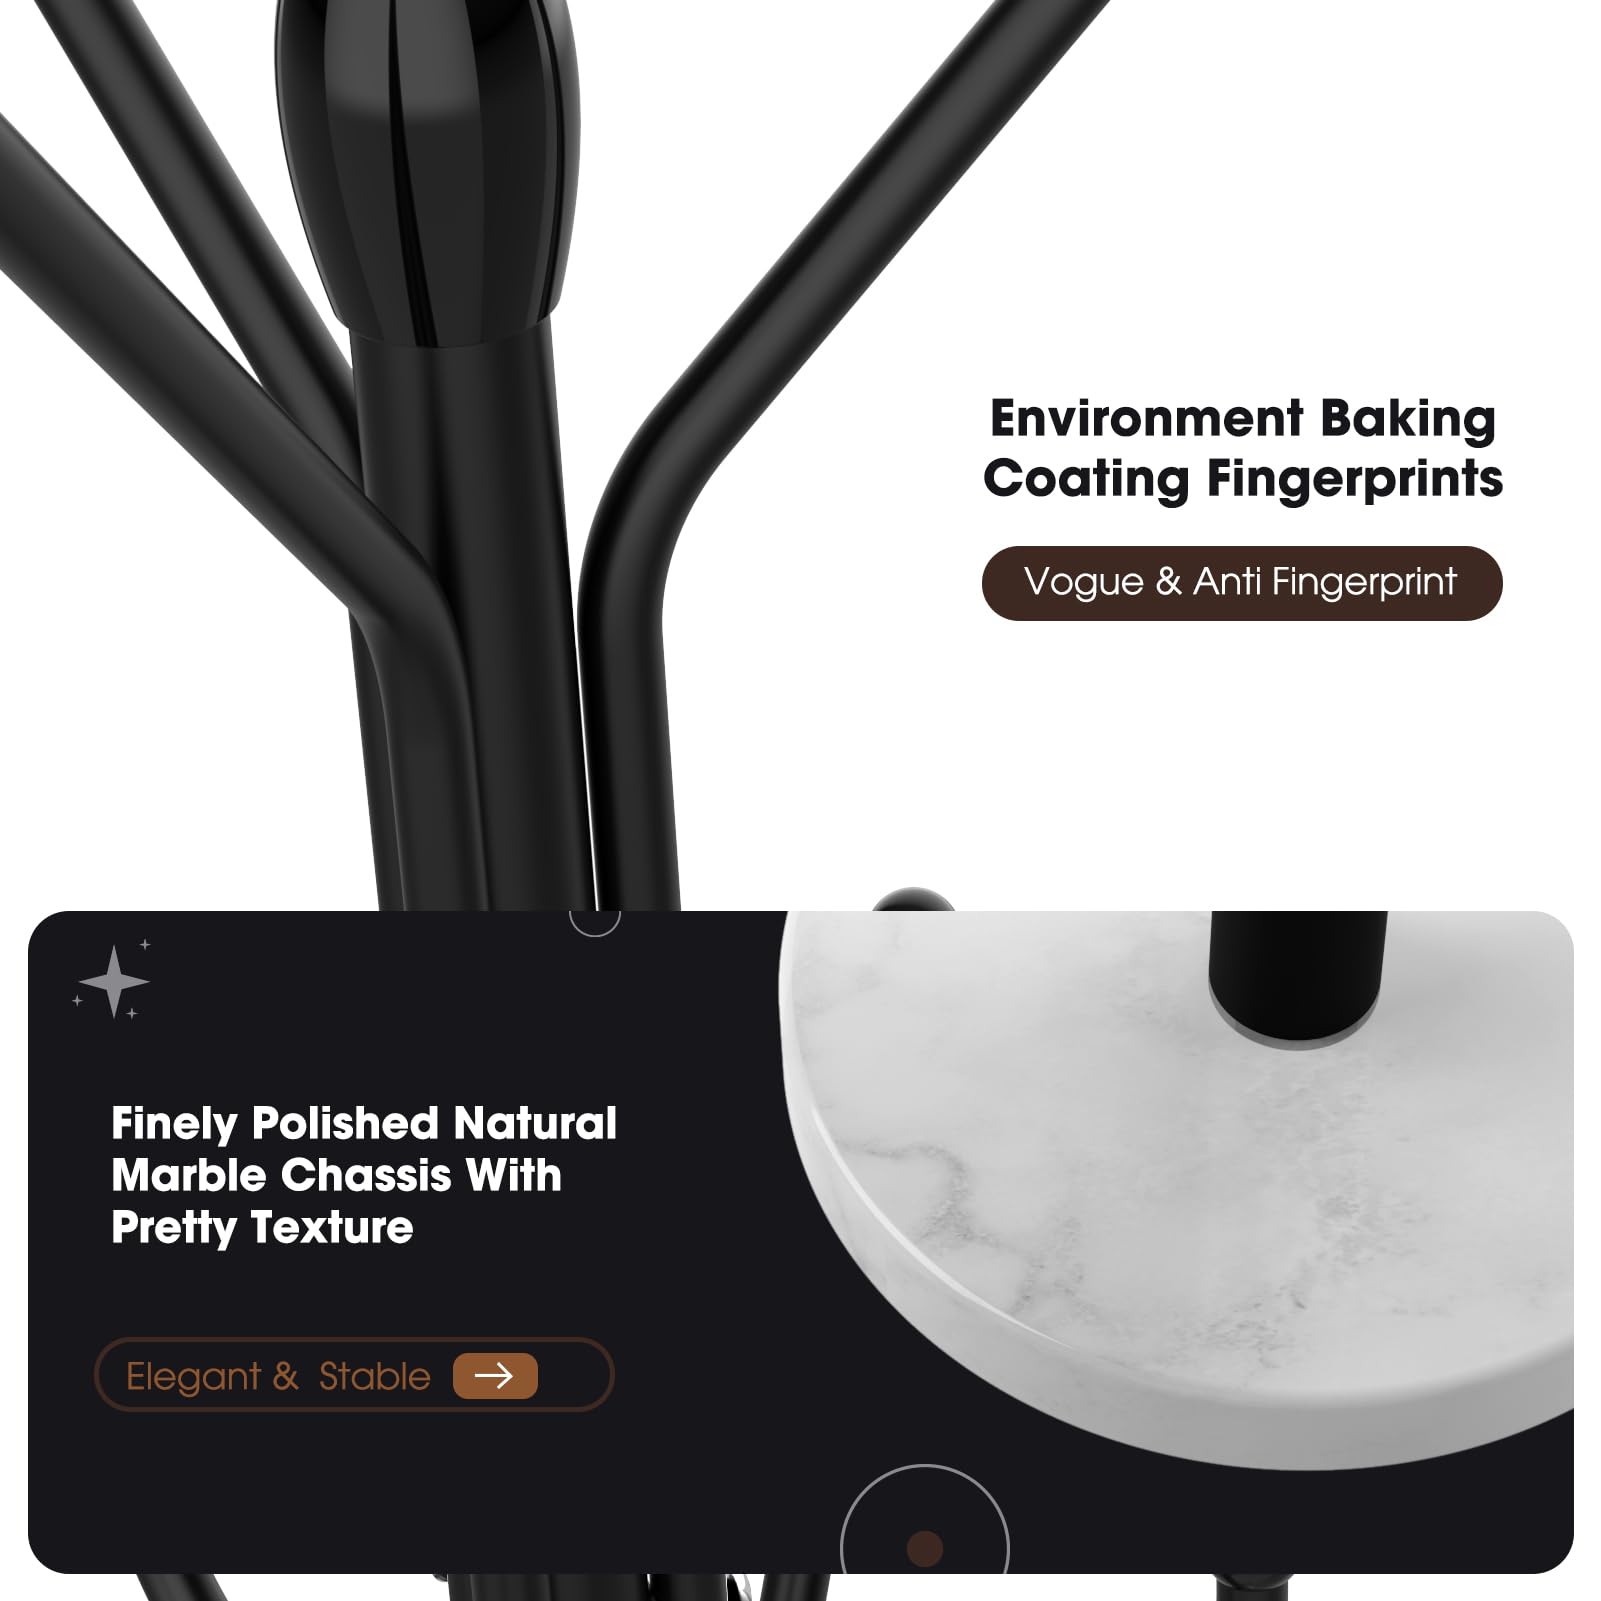 Environment Baking
Coating Fingerprints
Vogue & Anti Fingerprint
Finely Polished Natural
Marble Chassis With
Pretty Texture
Elegant & Stable